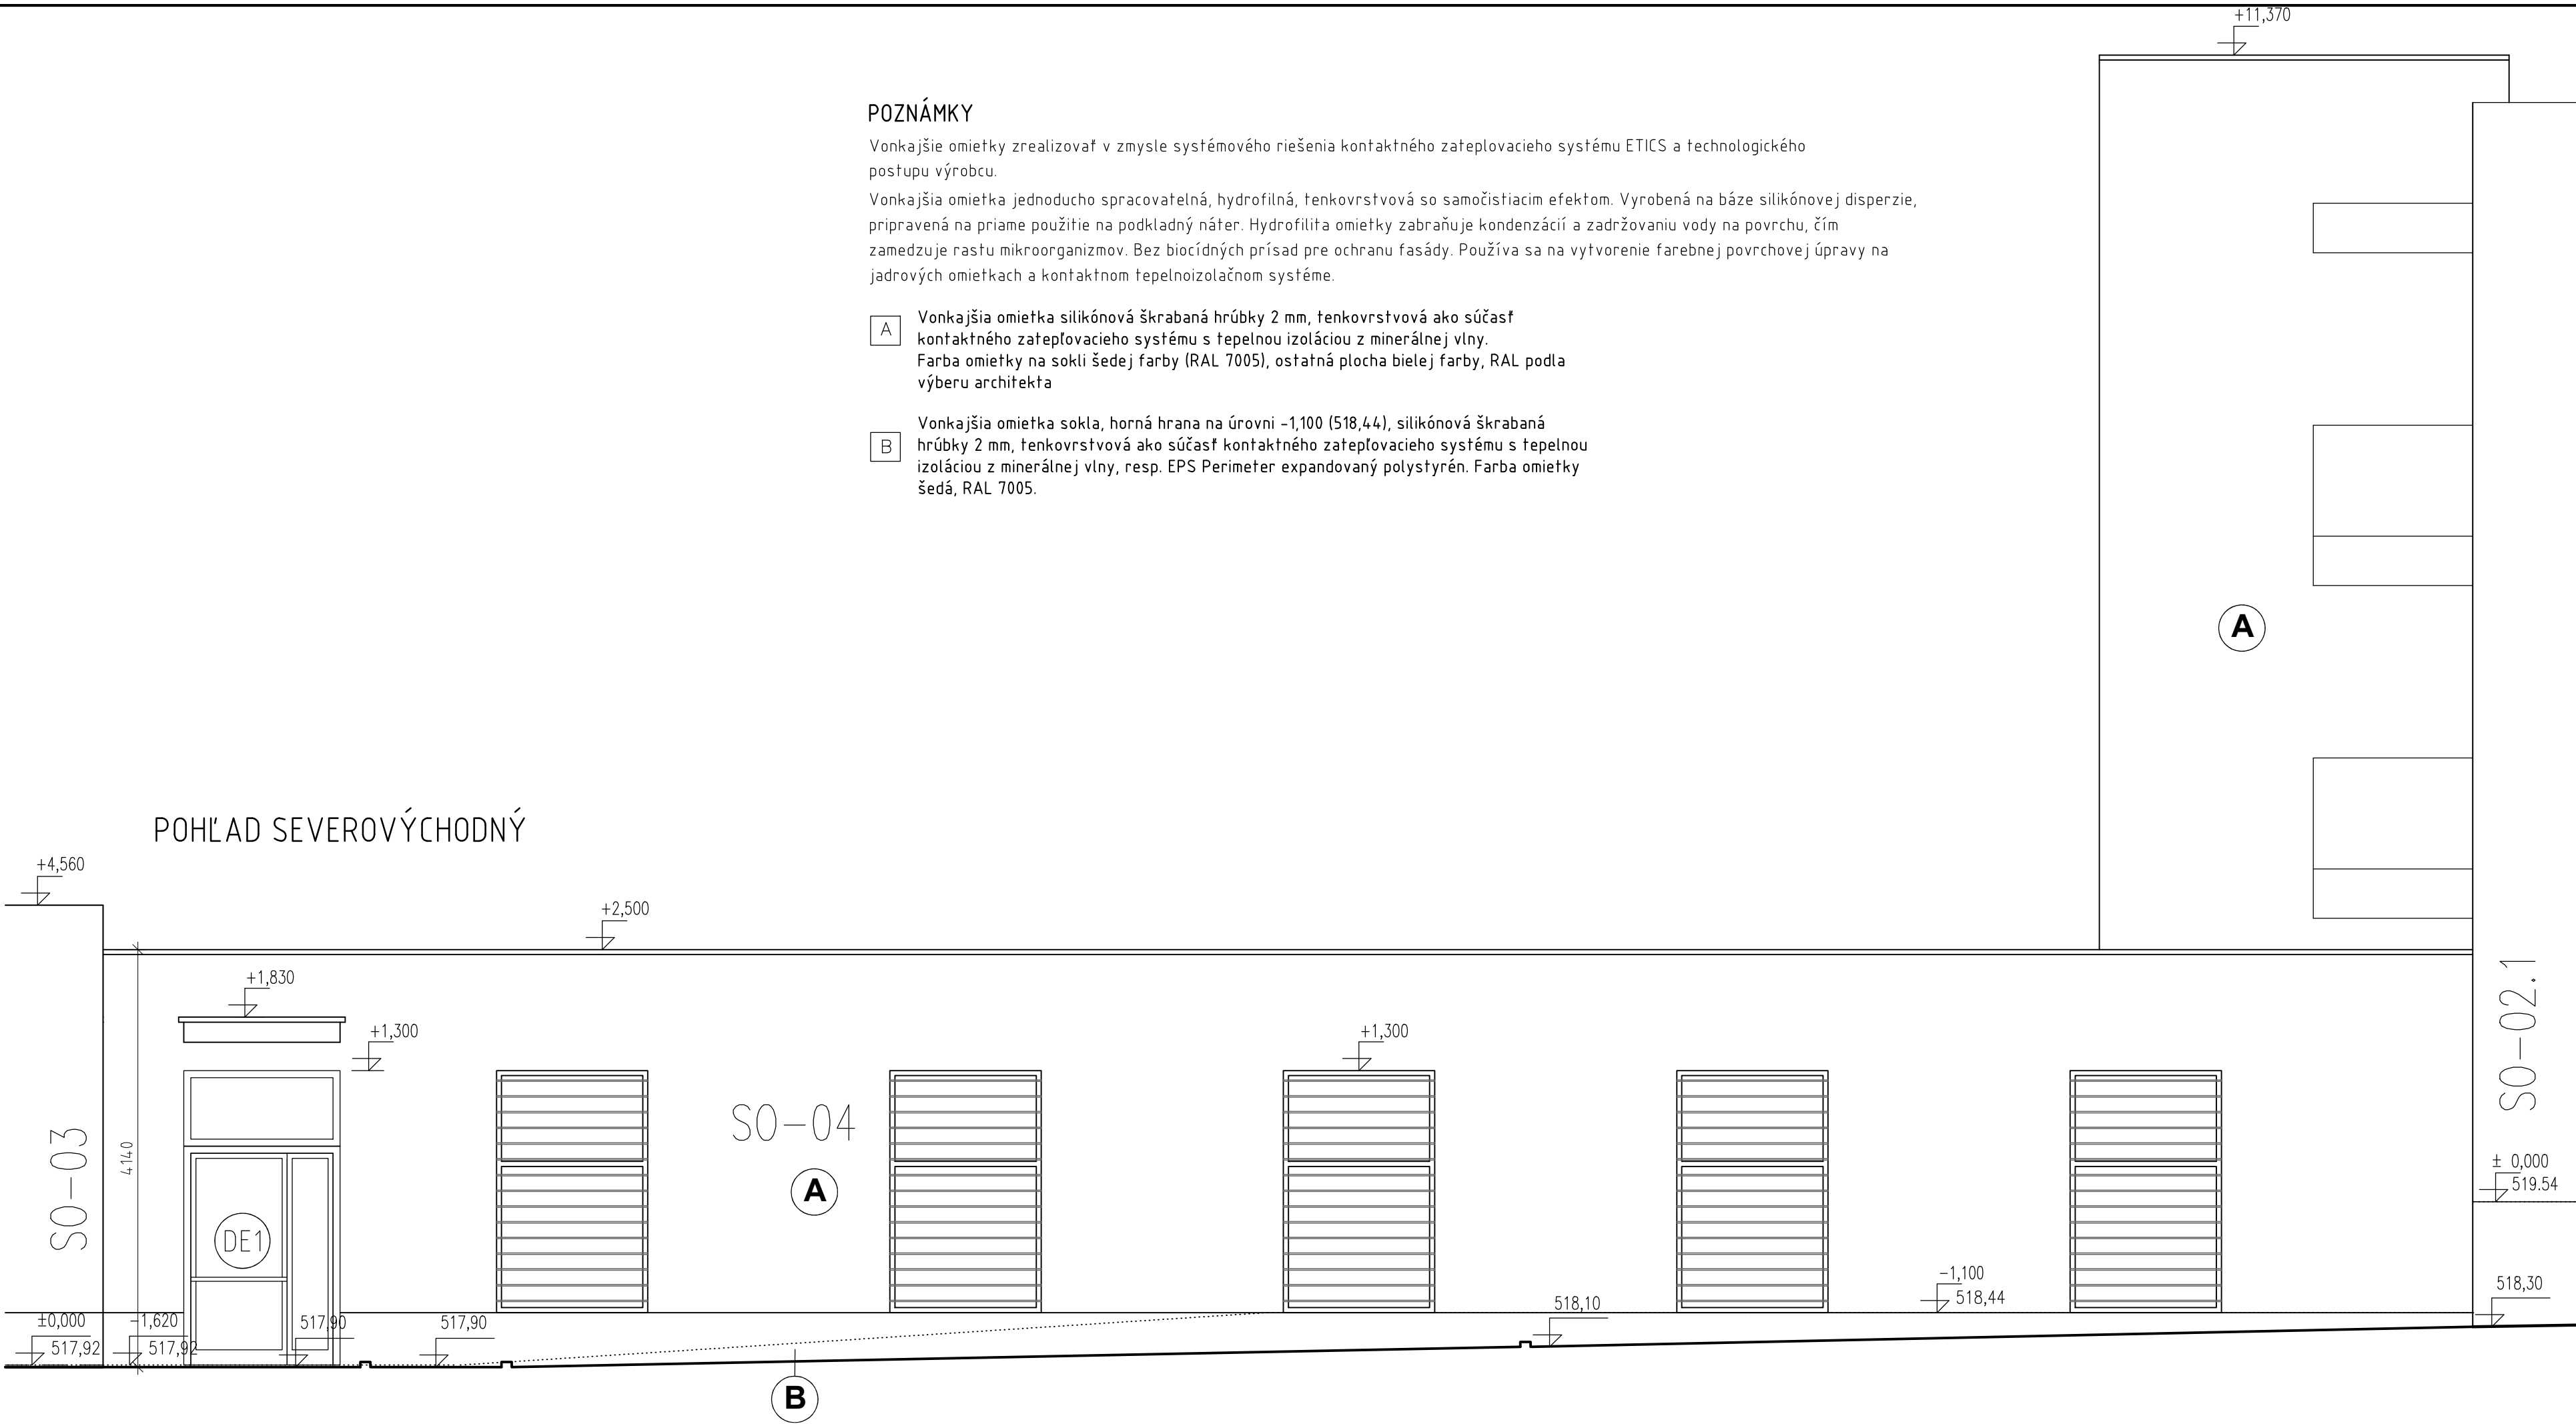 +11,370
POZNÁMKY
Vonkajšie omietky zrealizovať v zmysle systémového riešenia kontaktného zateplovacieho systému ETICS a technologického
postupu výrobcu.
Vonkajšia omietka jednoducho spracovatelná, hydrofilná, tenkovrstvová so samočistiacim efektom. Vyrobená na báze silikónovej disperzie,
pripravená na priame použitie na podkladný náter. Hydrofilita omietky zabraňuje kondenzácií a zadržovaniu vody na povrchu, čím
zamedzuje rastu mikroorganizmov. Bez biocídných prísad pre ochranu fasády. Používa sa na vytvorenie farebnej povrchovej úpravy na
jadrových omietkach a kontaktnom tepelnoizolačnom systéme.
A
Vonkajšia omietka silikónová škrabaná hrúbky 2 mm, tenkovrstvová ako súčasť
kontaktného zatepľovacieho systému s tepelnou izoláciou z minerálnej vlny.
Farba omietky na sokli šedej farby (RAL 7005), ostatná plocha bielej farby, RAL podla
výberu architekta
B
Vonkajšia omietka sokla, horná hrana na úrovni -1,100 (518,44), silikónová škrabaná
hrúbky 2 mm, tenkovrstvová ako súčasť kontaktného zatepľovacieho systému s tepelnou
izoláciou z minerálnej vlny, resp. EPS Perimeter expandovaný polystyrén. Farba omietky
šedá, RAL 7005.
A
POHĽAD SEVEROVÝCHODNÝ
+4,560
+2,500
+1,830
+1,300
+1,300
SO-03
4140
SO-04
A
DE1
SO-02.1
± 0,000
519.54
-1,100
518,44
518,30
518,10
±0,000
517,92
-1,620
517,92
517,90
517,90
B